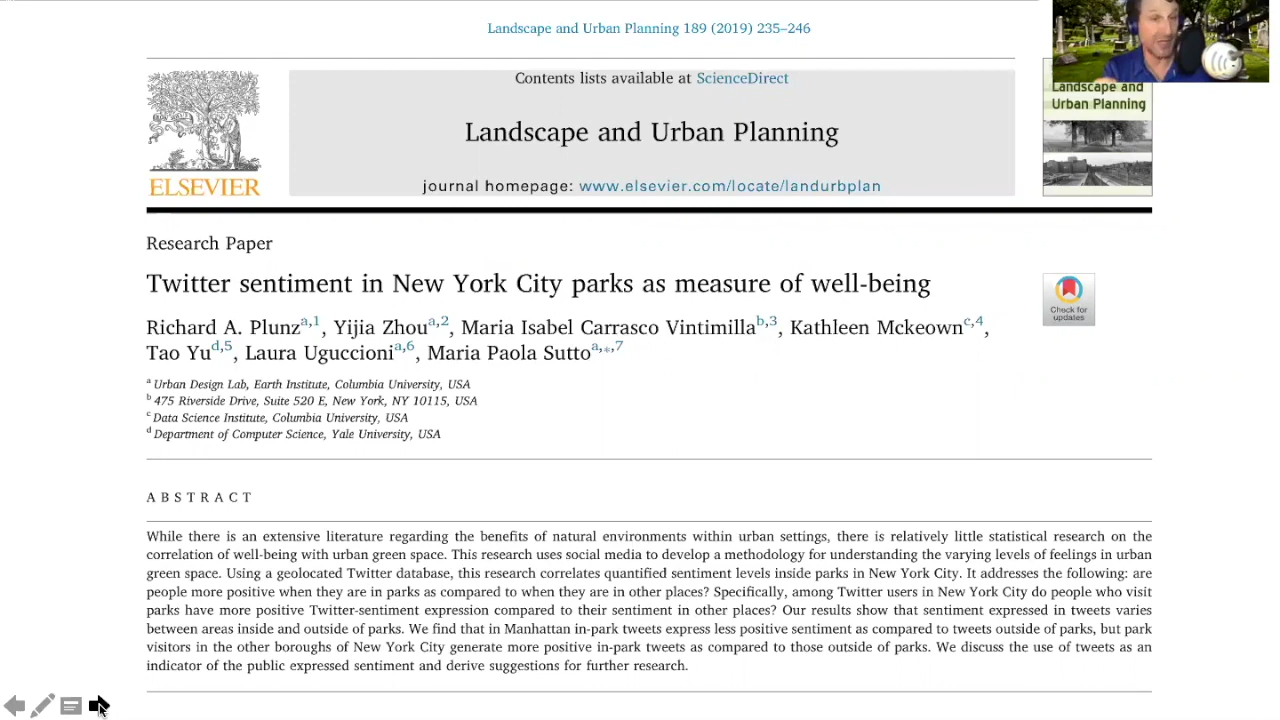 Landscape and Urban Planning 189 (2019) 235–246
Contents lists available at ScienceDirect
Landscape and Urban Planning
journal homepage: www.elsevier.com/locate/landurbplan
ELSEVIER
Landscape and
Urban Planning
Research Paper
Twitter sentiment in New York City parks as measure of well-being
Check for
updates
Richard A. Plunz a,1, Yijia Zhou a,2, Maria Isabel Carrasco Vintimilla b,3, Kathleen Mckeown c,4,
Tao Yu d,5, Laura Uguccioni a,6, Maria Paola Sutto a,⁎,7
a Urban Design Lab, Earth Institute, Columbia University, USA
b 475 Riverside Drive, Suite 520 E, New York, NY 10115, USA
c Data Science Institute, Columbia University, USA
d Department of Computer Science, Yale University, USA
ABSTRACT
While there is an extensive literature regarding the benefits of natural environments within urban settings, there is relatively little statistical research on the
correlation of well-being with urban green space. This research uses social media to develop a methodology for understanding the varying levels of feelings in urban
green space. Using a geolocated Twitter database, this research correlates quantified sentiment levels inside parks in New York City. It addresses the following: are
people more positive when they are in parks as compared to when they are in other places? Specifically, among Twitter users in New York City do people who visit
parks have more positive Twitter-sentiment expression compared to their sentiment in other places? Our results show that sentiment expressed in tweets varies
between areas inside and outside of parks. We find that in Manhattan in-park tweets express less positive sentiment as compared to tweets outside of parks, but park
visitors in the other boroughs of New York City generate more positive in-park tweets as compared to those outside of parks. We discuss the use of tweets as an
indicator of the public expressed sentiment and derive suggestions for further research.